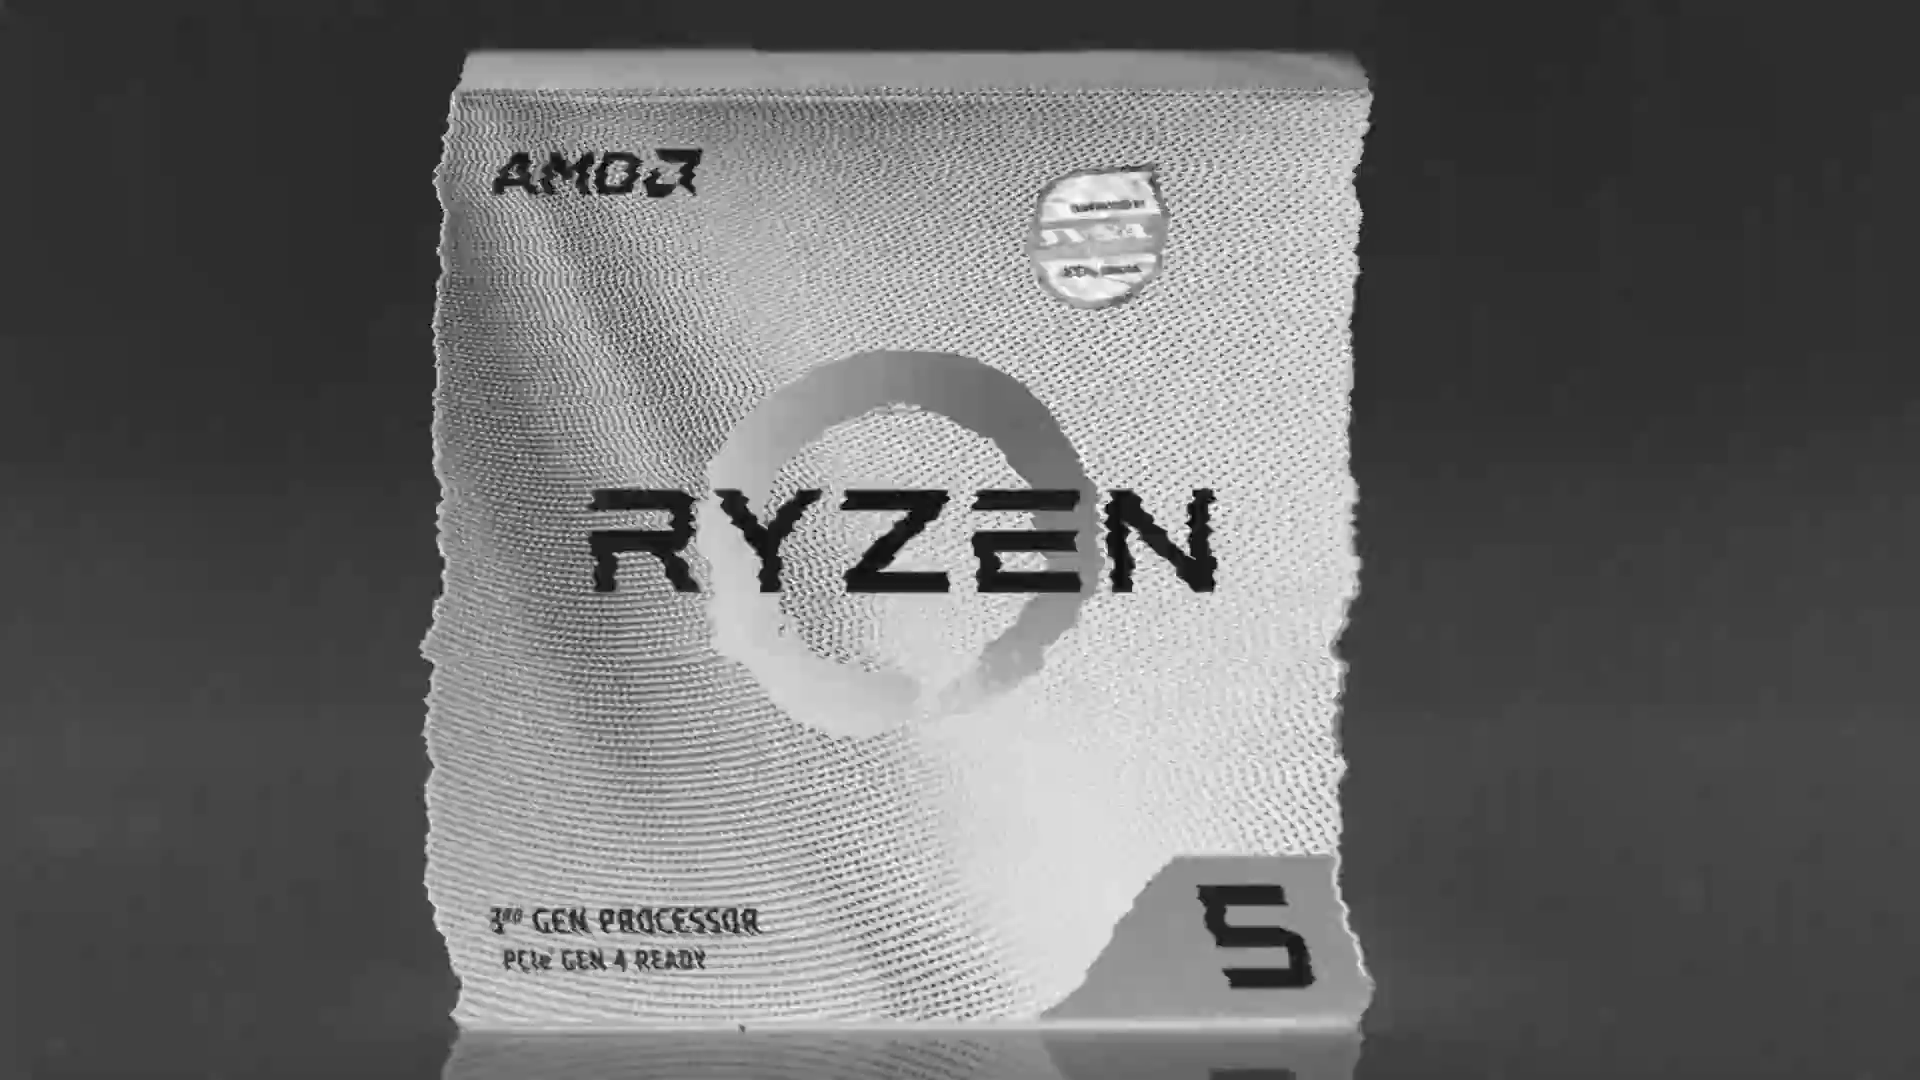 AMD
RYZEN
5
3RD GEN PROCESSOR
PCIe GEN 4 READY